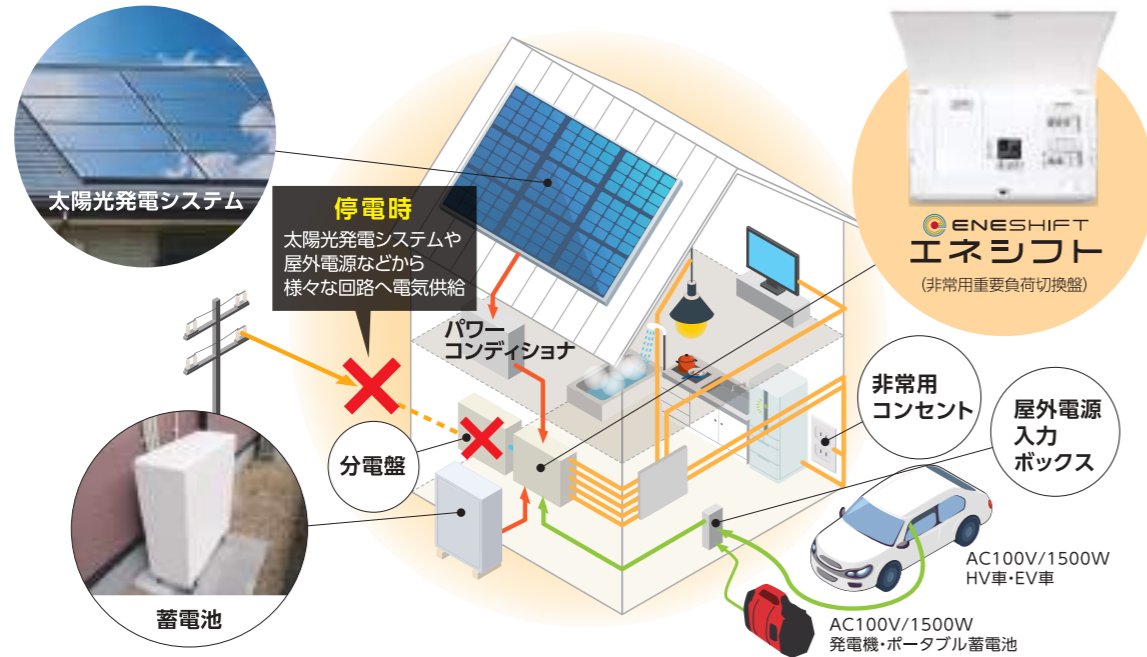 太陽光発電システム
停電時
太陽光発電システムや
屋外電源などから
様々な回路へ電気供給
ENESHIFT
エネシフト
(非常用重要負荷切換盤)
パワー
コンディショナ
非常用
コンセント
屋外電源
入力
ボックス
分電盤
蓄電池
AC100V/1500W
HV車・EV車
AC100V/1500W
発電機・ポータブル蓄電池